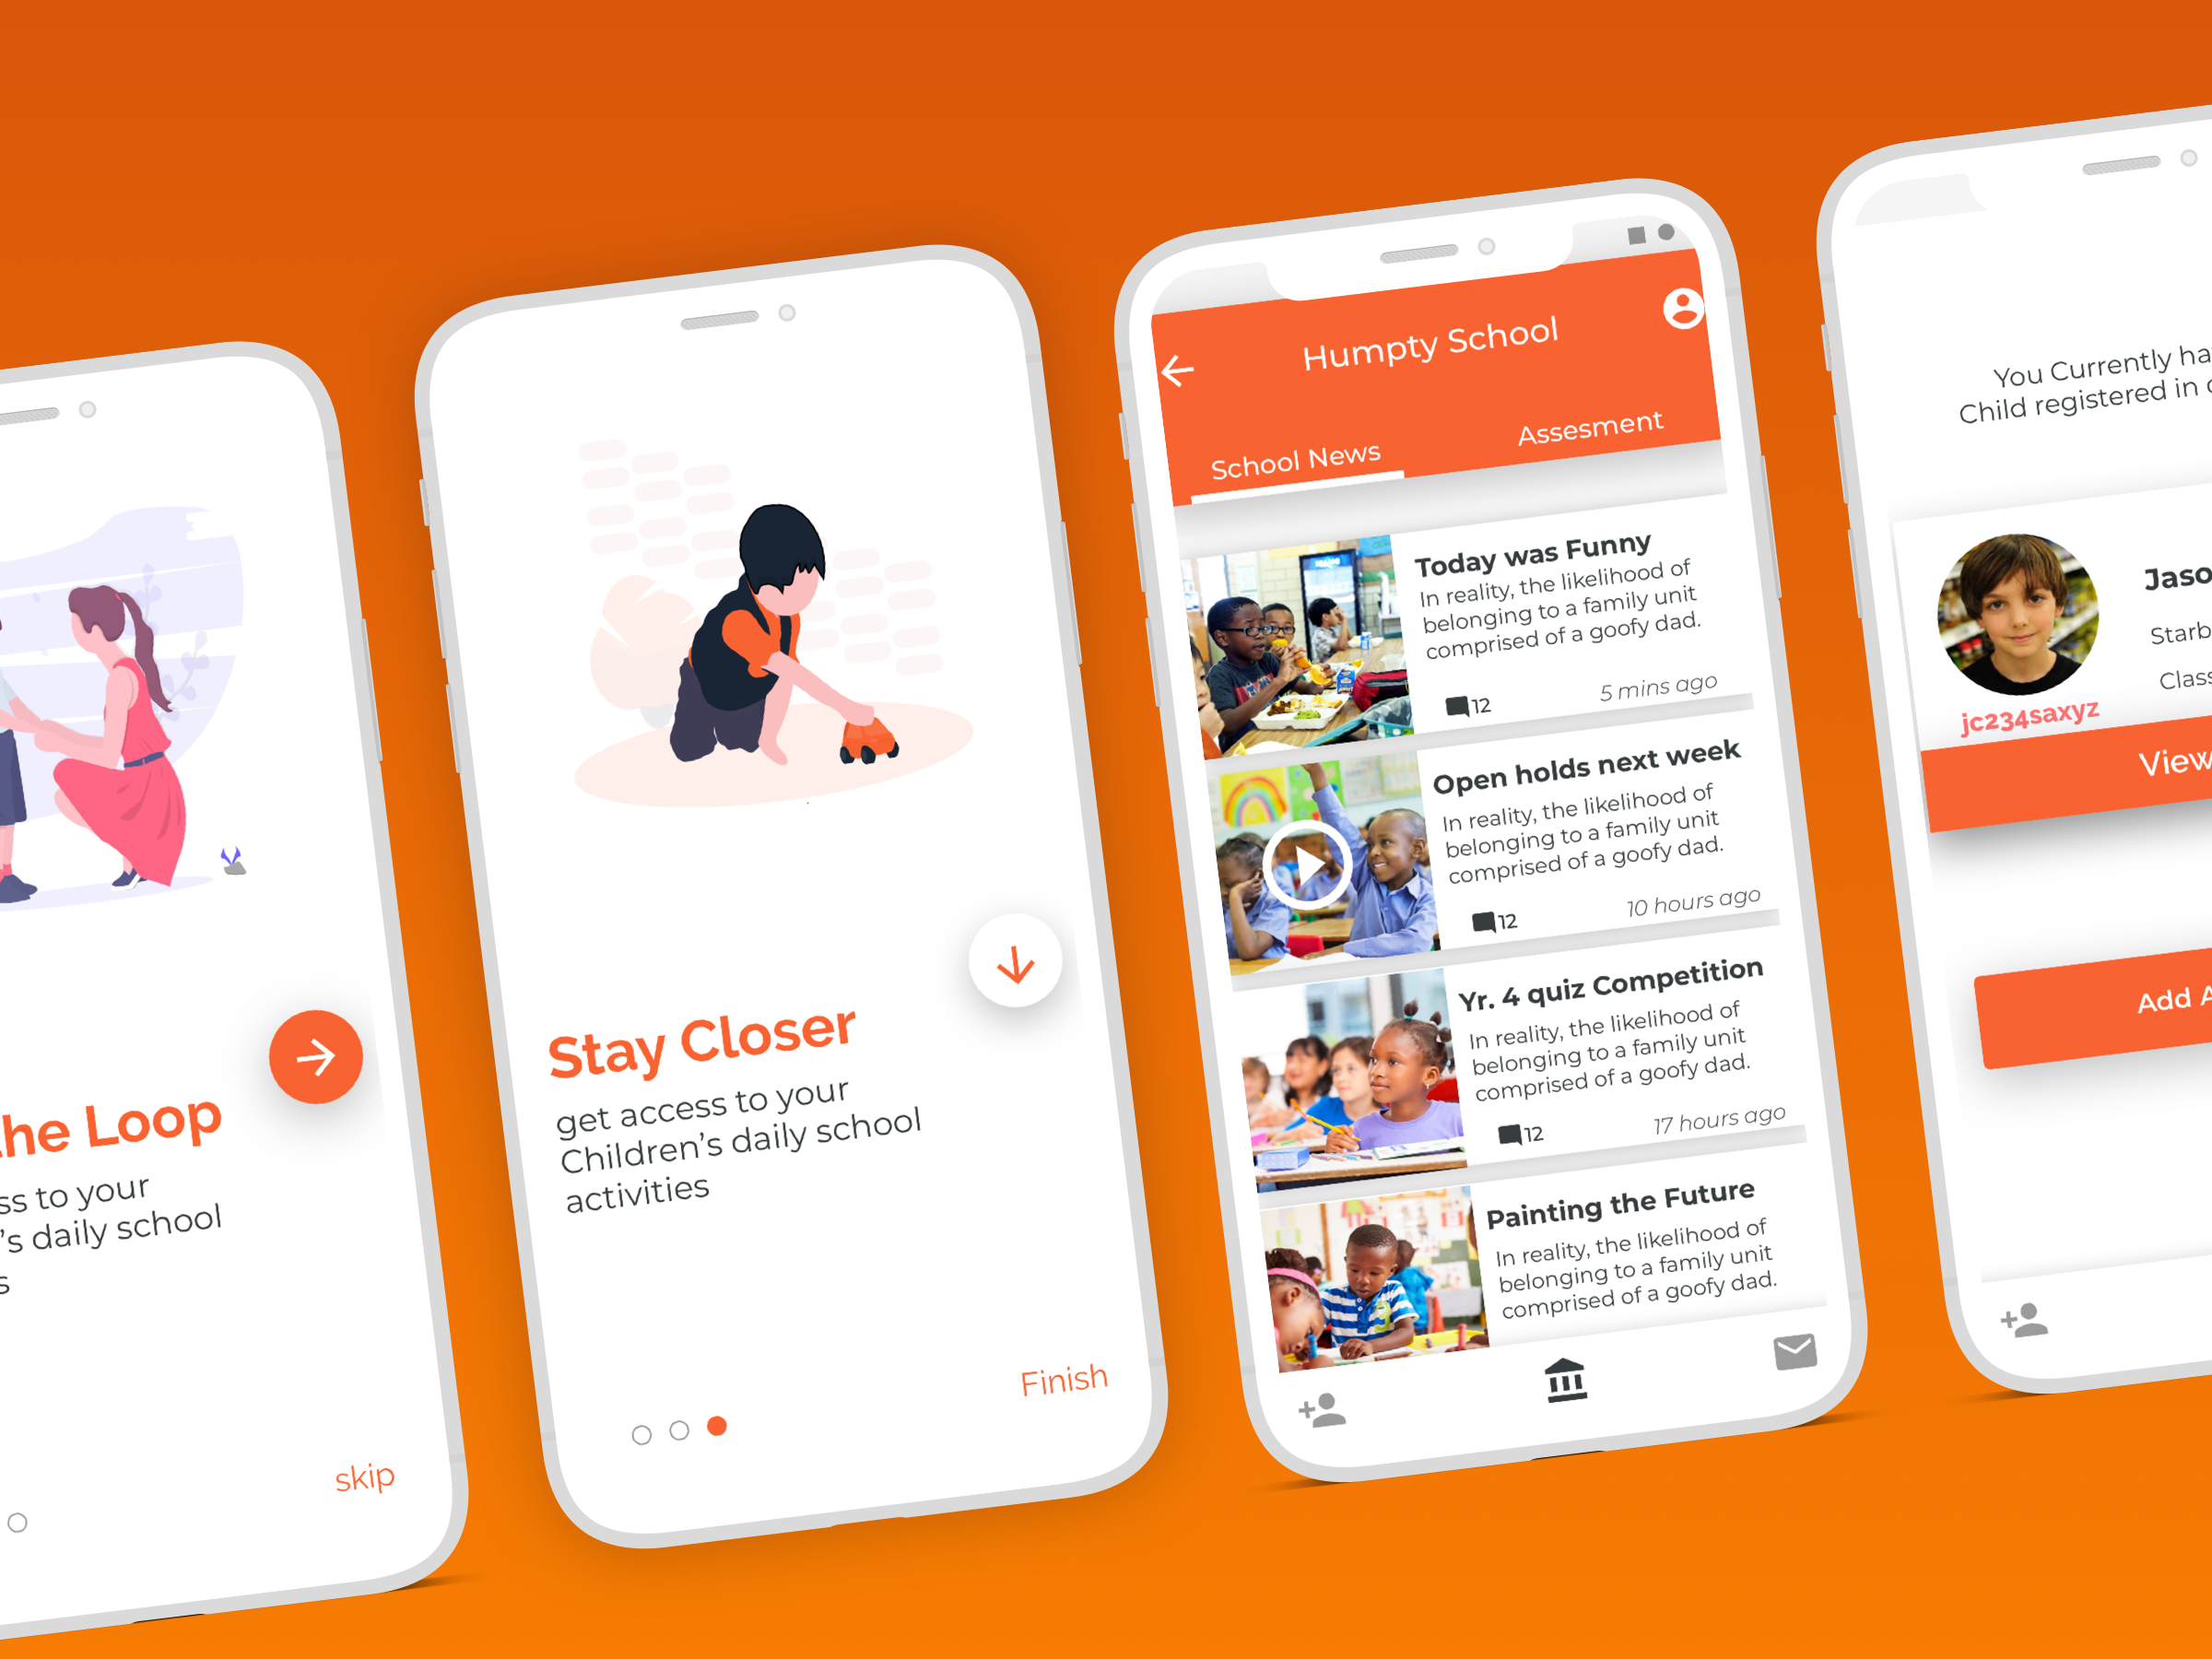 he Loop
ss to your
's daily school
s
skip
Stay Closer
get access to your
Children's daily school
activities
Finish
Humpty School
School News
Assesment
Today was Funny
In reality, the likelihood of
belonging to a family unit
comprised of a goofy dad.
12
5 mins ago
Open holds next week
In reality, the likelihood of
belonging to a family unit
comprised of a goofy dad.
12
10 hours ago
Yr. 4 quiz Competition
In reality, the likelihood of
belonging to a family unit
comprised of a goofy dad.
12
17 hours ago
Painting the Future
In reality, the likelihood of
belonging to a family unit
comprised of a goofy dad.
You Currently ha
Child registered in
Jaso
Starb
Class
jc234saxyz
View
Add A